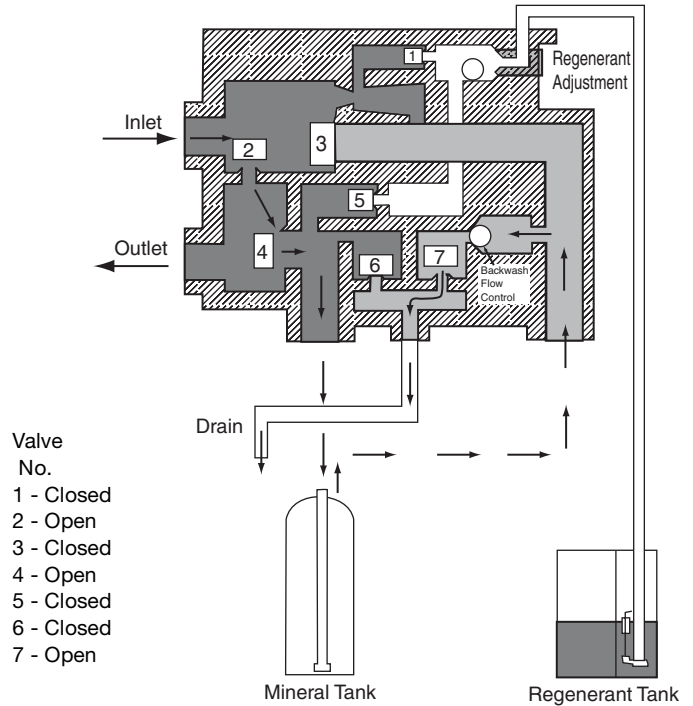 1
Regenerant
Adjustment
Inlet
2
3
5
Outlet
4
6
7
Backwash
Flow
Control
Drain
Valve
No.
1 - Closed
2 - Open
3 - Closed
4 - Open
5 - Closed
6 - Closed
7 - Open
Mineral Tank
Regenerant Tank